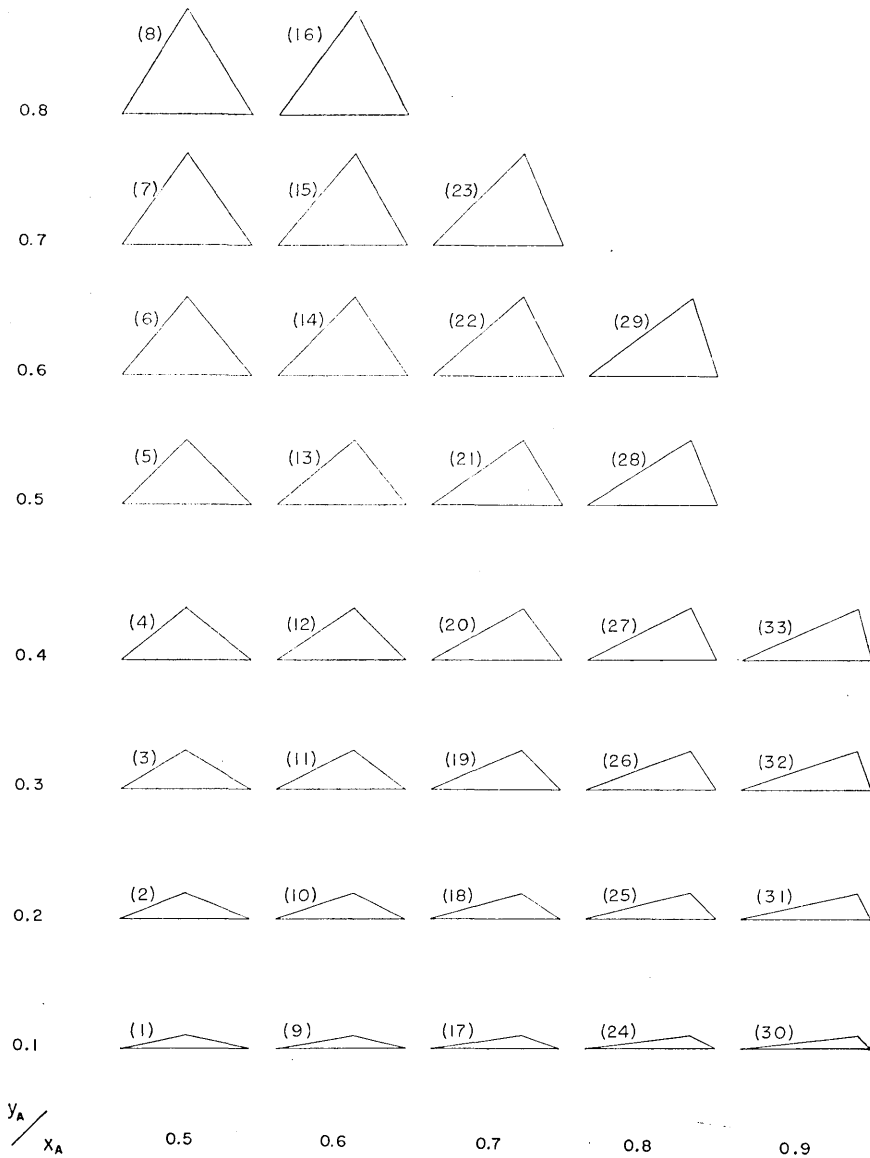 (8) (16)
0.8
(7) (15) (23)
0.7
(6) (14) (22) (29)
0.6
(5) (13) (21) (28)
0.5
(4) (12) (20) (27) (33)
0.4
(3) (11) (19) (26) (32)
0.3
(2) (10) (18) (25) (31)
0.2
(1) (9) (17) (24) (30)
0.1
y_A / x_A 0.5 0.6 0.7 0.8 0.9